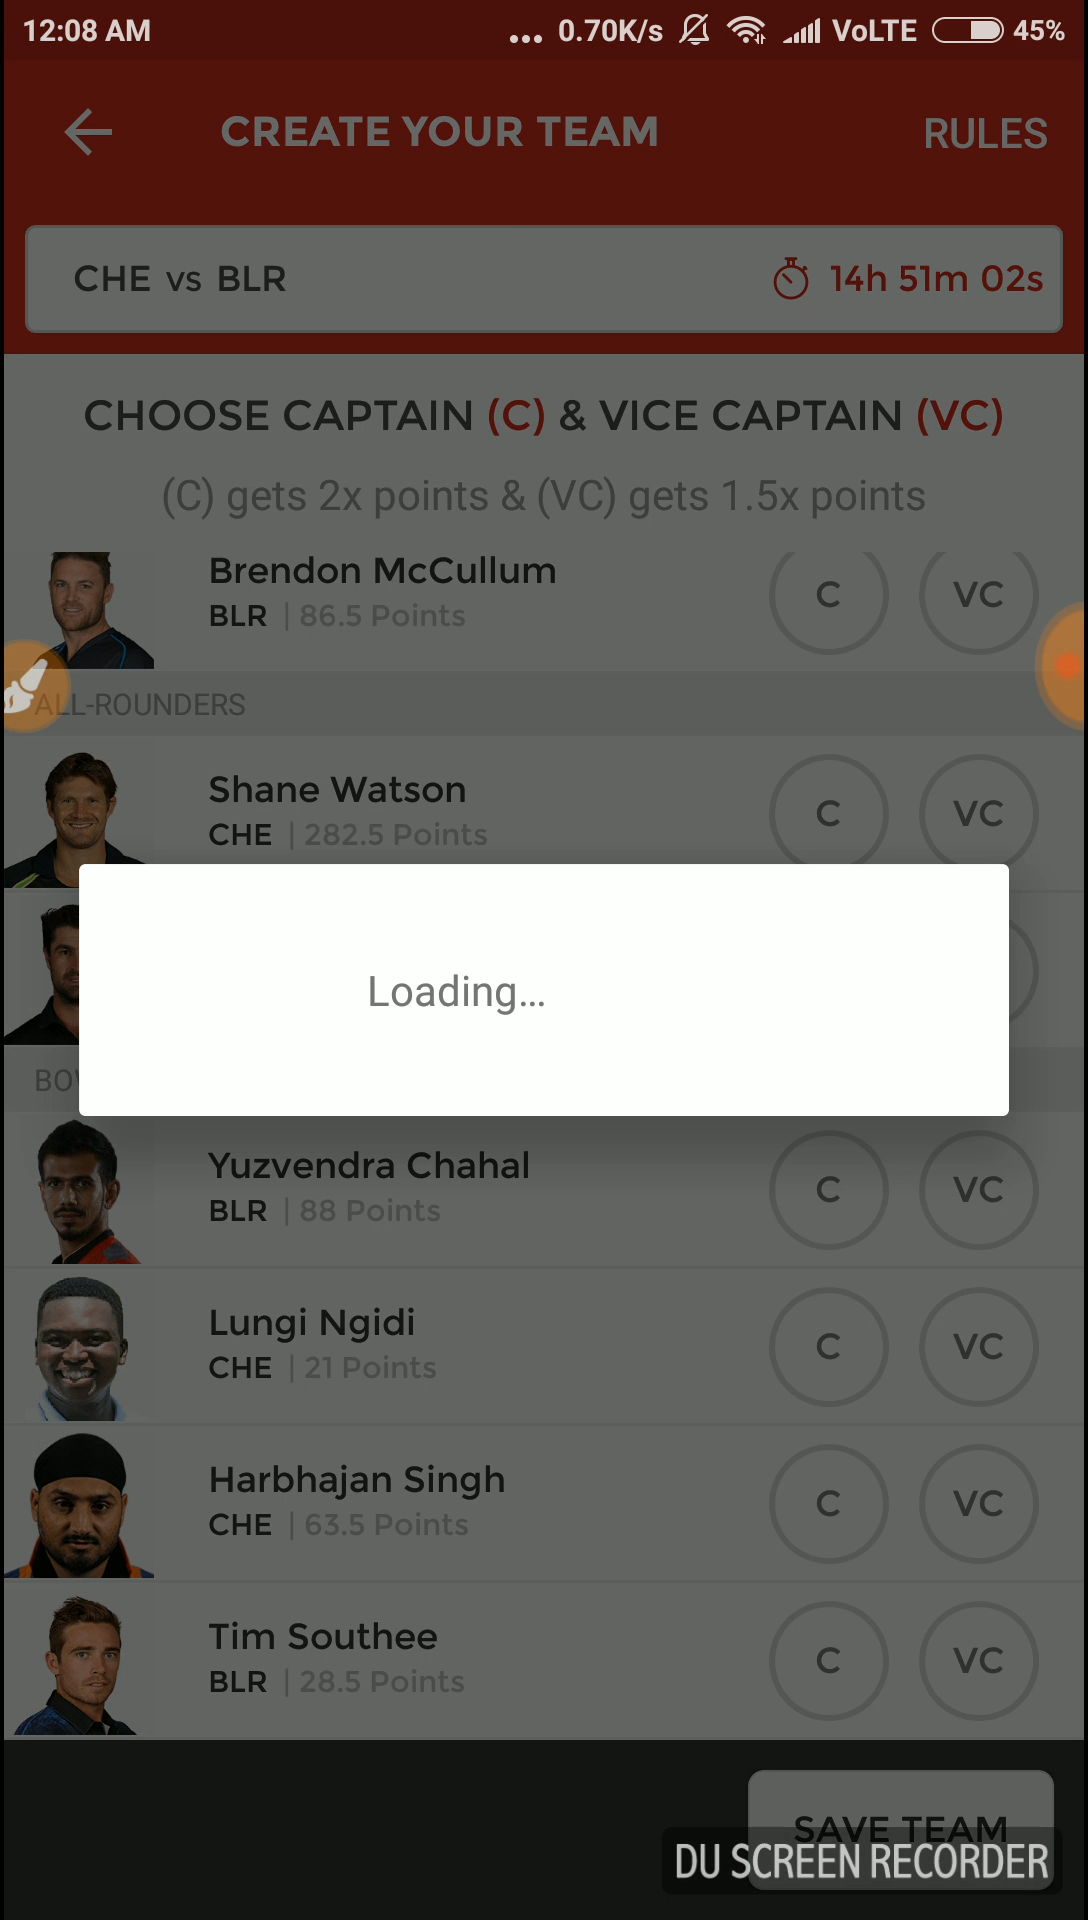 12:08 AM ... 0.70K/s VoLTE 45%
CREATE YOUR TEAM RULES
CHE vs BLR 14h 51m 02s
CHOOSE CAPTAIN (C) & VICE CAPTAIN (VC)
(C) gets 2x points & (VC) gets 1.5x points
Brendon McCullum
BLR | 86.5 Points
C VC
ALL-ROUNDERS
Shane Watson
CHE | 282.5 Points
C VC
Loading...
Yuzvendra Chahal
BLR | 88 Points
C VC
Lungi Ngidi
CHE | 21 Points
C VC
Harbhajan Singh
CHE | 63.5 Points
C VC
Tim Southee
BLR | 28.5 Points
C VC
SAVE TEAM
DU SCREEN RECORDER